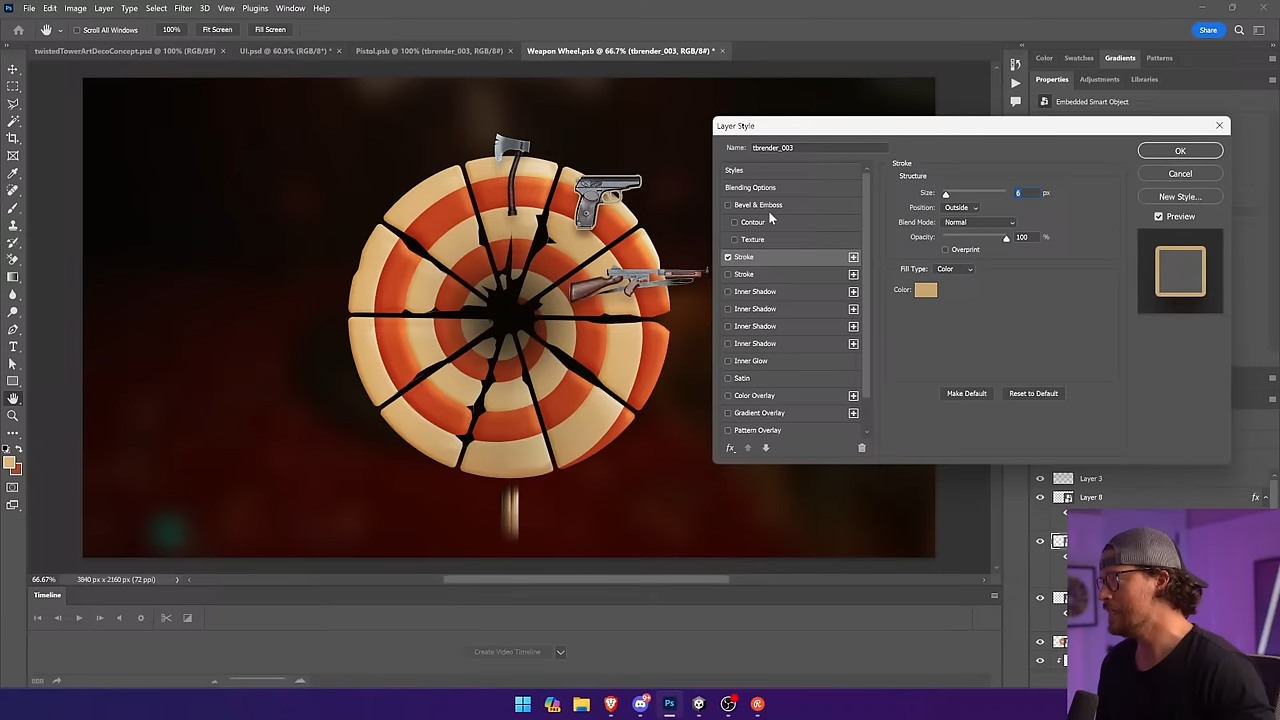 Ps File Edit Image Layer Type Select Filter 3D View Plugins Window Help
Scroll All Windows 100% Fit Screen Fill Screen Share
twistedTowerArtDecoConcept.psd @ 100% (RGB/8#) × UI.psd @ 60.9% (RGB/8#) * × Pistol.psb @ 100% (tbrender_003, RGB/8#) × Weapon Wheel.psb @ 66.7% (tbrender_003, RGB/8#) * ×
Color Swatches Gradients Patterns
Properties Adjustments Libraries
Embedded Smart Object
Layer Style
Name: tbrender_003
Styles
Blending Options
Bevel & Emboss
Contour
Texture
Stroke
Stroke
Inner Shadow
Inner Shadow
Inner Shadow
Inner Shadow
Inner Glow
Satin
Color Overlay
Gradient Overlay
Pattern Overlay
fx
Stroke
Structure
Size: 6 px
Position: Outside
Blend Mode: Normal
Opacity: 100 %
Overprint
Fill Type: Color
Color:
Make Default Reset to Default
OK
Cancel
New Style...
Preview
Layer 3
Layer 8 fx
66.67% 3840 px x 2160 px (72 ppi)
Timeline
Create Video Timeline
Ps